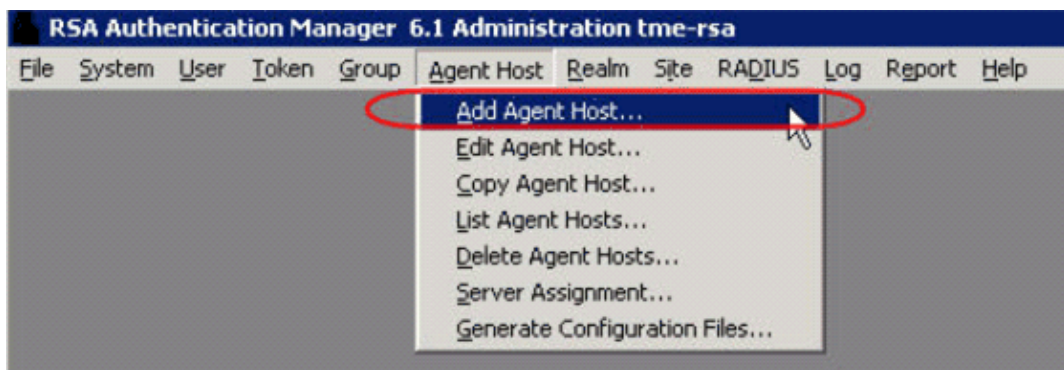 RSA Authentication Manager 6.1 Administration tme-rsa
File System User Token Group Agent Host Realm Site RADIUS Log Report Help
Add Agent Host...
Edit Agent Host...
Copy Agent Host...
List Agent Hosts...
Delete Agent Hosts...
Server Assignment...
Generate Configuration Files...